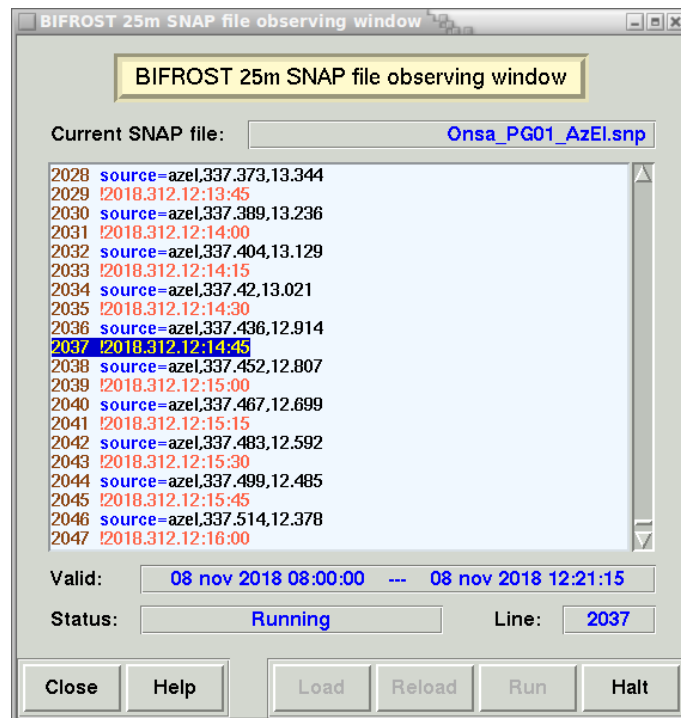 BIFROST 25m SNAP file observing window
BIFROST 25m SNAP file observing window
Current SNAP file: Onsa_PG01_AzEl.snp
2028 source=azel,337.373,13.344
2029 !2018.312.12:13:45
2030 source=azel,337.389,13.236
2031 !2018.312.12:14:00
2032 source=azel,337.404,13.129
2033 !2018.312.12:14:15
2034 source=azel,337.42,13.021
2035 !2018.312.12:14:30
2036 source=azel,337.436,12.914
2037 !2018.312.12:14:45
2038 source=azel,337.452,12.807
2039 !2018.312.12:15:00
2040 source=azel,337.467,12.699
2041 !2018.312.12:15:15
2042 source=azel,337.483,12.592
2043 !2018.312.12:15:30
2044 source=azel,337.499,12.485
2045 !2018.312.12:15:45
2046 source=azel,337.514,12.378
2047 !2018.312.12:16:00
Valid: 08 nov 2018 08:00:00 --- 08 nov 2018 12:21:15
Status: Running Line: 2037
Close Help Load Reload Run Halt